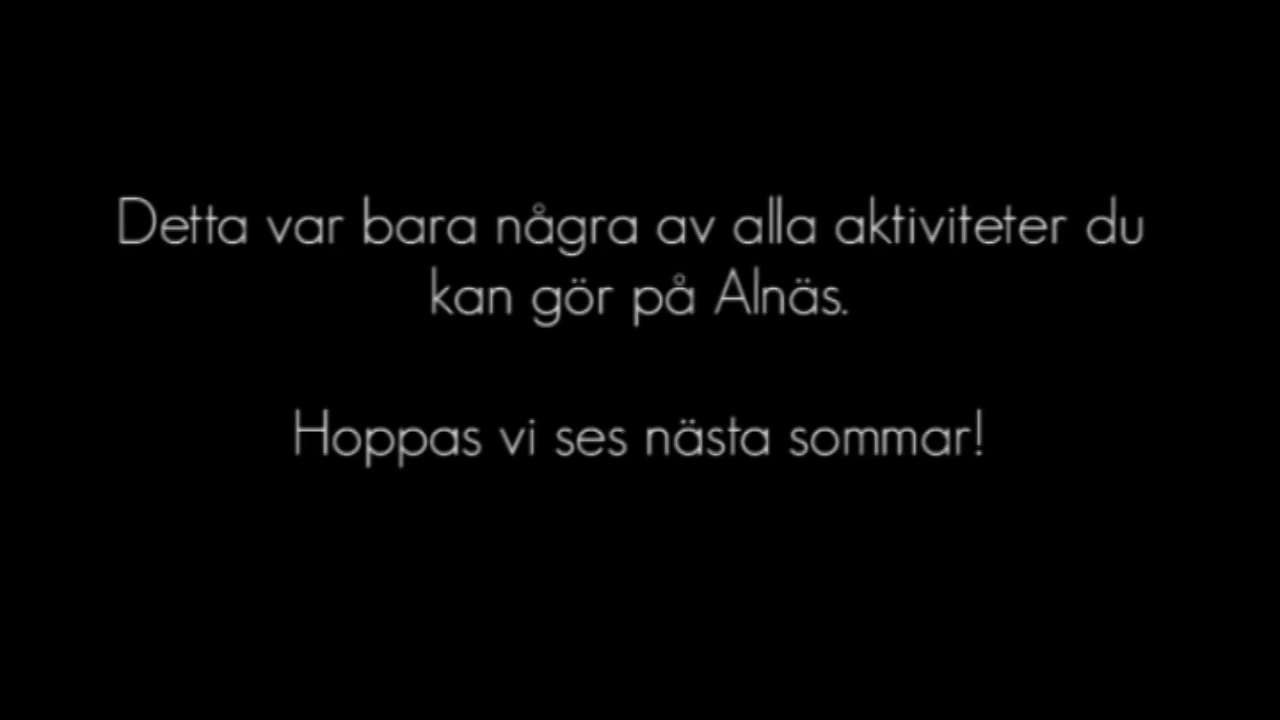 Detta var bara några av alla aktiviteter du
kan gör på Alnäs.
Hoppas vi ses nästa sommar!